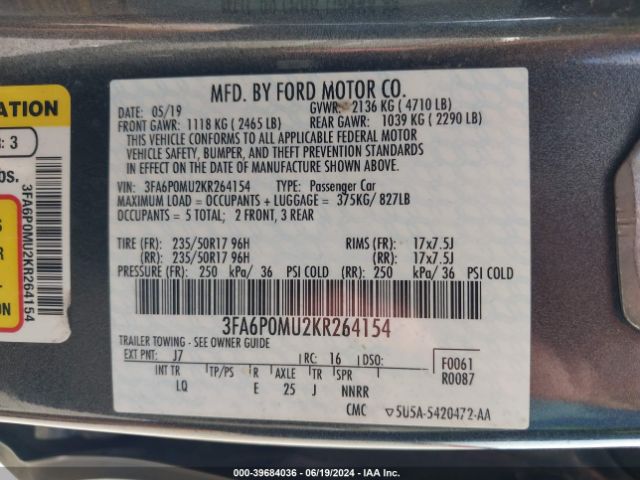 ATION
: 3
bs.
3FA6P0MU2KR264154
MFD. BY FORD MOTOR CO.
DATE: 05/19 GVWR: 2136 KG ( 4710 LB)
FRONT GAWR: 1118 KG ( 2465 LB) REAR GAWR: 1039 KG ( 2290 LB)
THIS VEHICLE CONFORMS TO ALL APPLICABLE FEDERAL MOTOR
VEHICLE SAFETY, BUMPER, AND THEFT PREVENTION STANDARDS
IN EFFECT ON THE DATE OF MANUFACTURE SHOWN ABOVE.
VIN: 3FA6P0MU2KR264154 TYPE: Passenger Car
MAXIMUM LOAD = OCCUPANTS + LUGGAGE = 375KG/ 827LB
OCCUPANTS = 5 TOTAL; 2 FRONT, 3 REAR
TIRE (FR): 235/50R17 96H RIMS (FR): 17x7.5J
(RR): 235/50R17 96H (RR): 17x7.5J
PRESSURE (FR): 250 kPa/ 36 PSI COLD (RR): 250 kPa/ 36 PSI COLD
3FA6P0MU2KR264154
TRAILER TOWING - SEE OWNER GUIDE
EXT PNT: J7 RC: 16 DSO: F0061
INT TR TP/PS R AXLE TR SPR R0087
LQ E 25 J NNRR
CMC 5U5A-5420472-AA
000-39684036 - 06/19/2024 - IAA Inc.